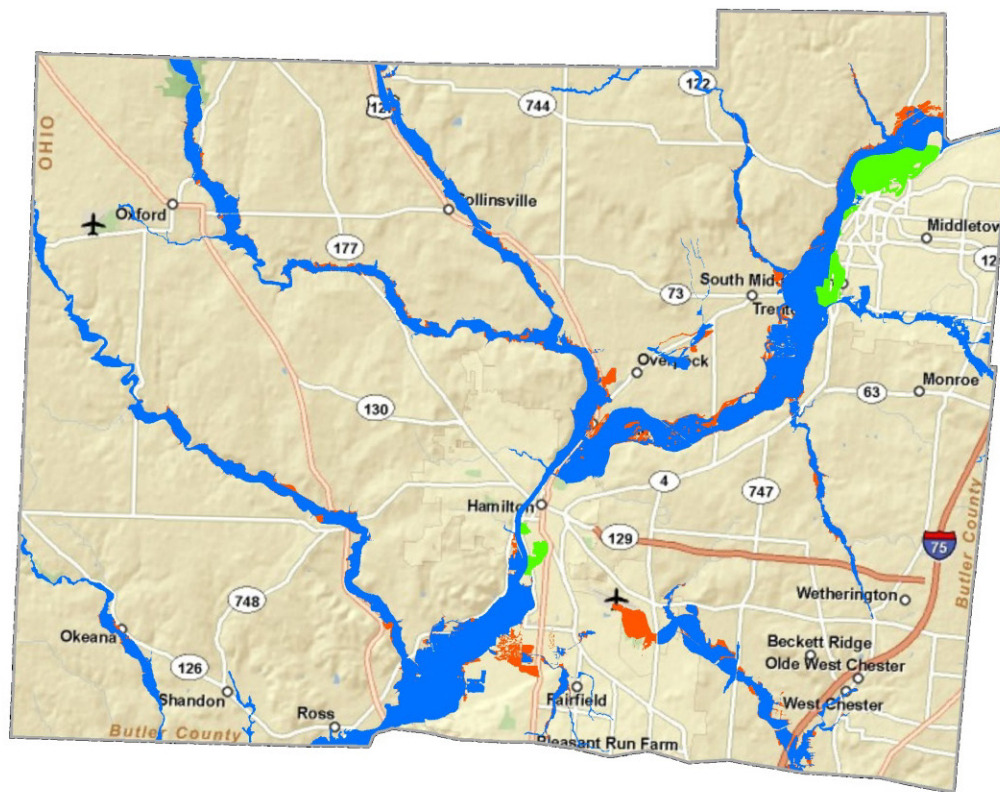 122
127
744
OHIO
Collinsville
Oxford
Middletow
177
12
South Mid
73
Trent
Overpeck
Monroe
63
130
4
747
Hamilton
129
75
Butler County
Wetherington
748
Okeana
Beckett Ridge
126
Olde West Chester
Shandon
Fairfield
West Chester
Ross
Butler County
Pleasant Run Farm